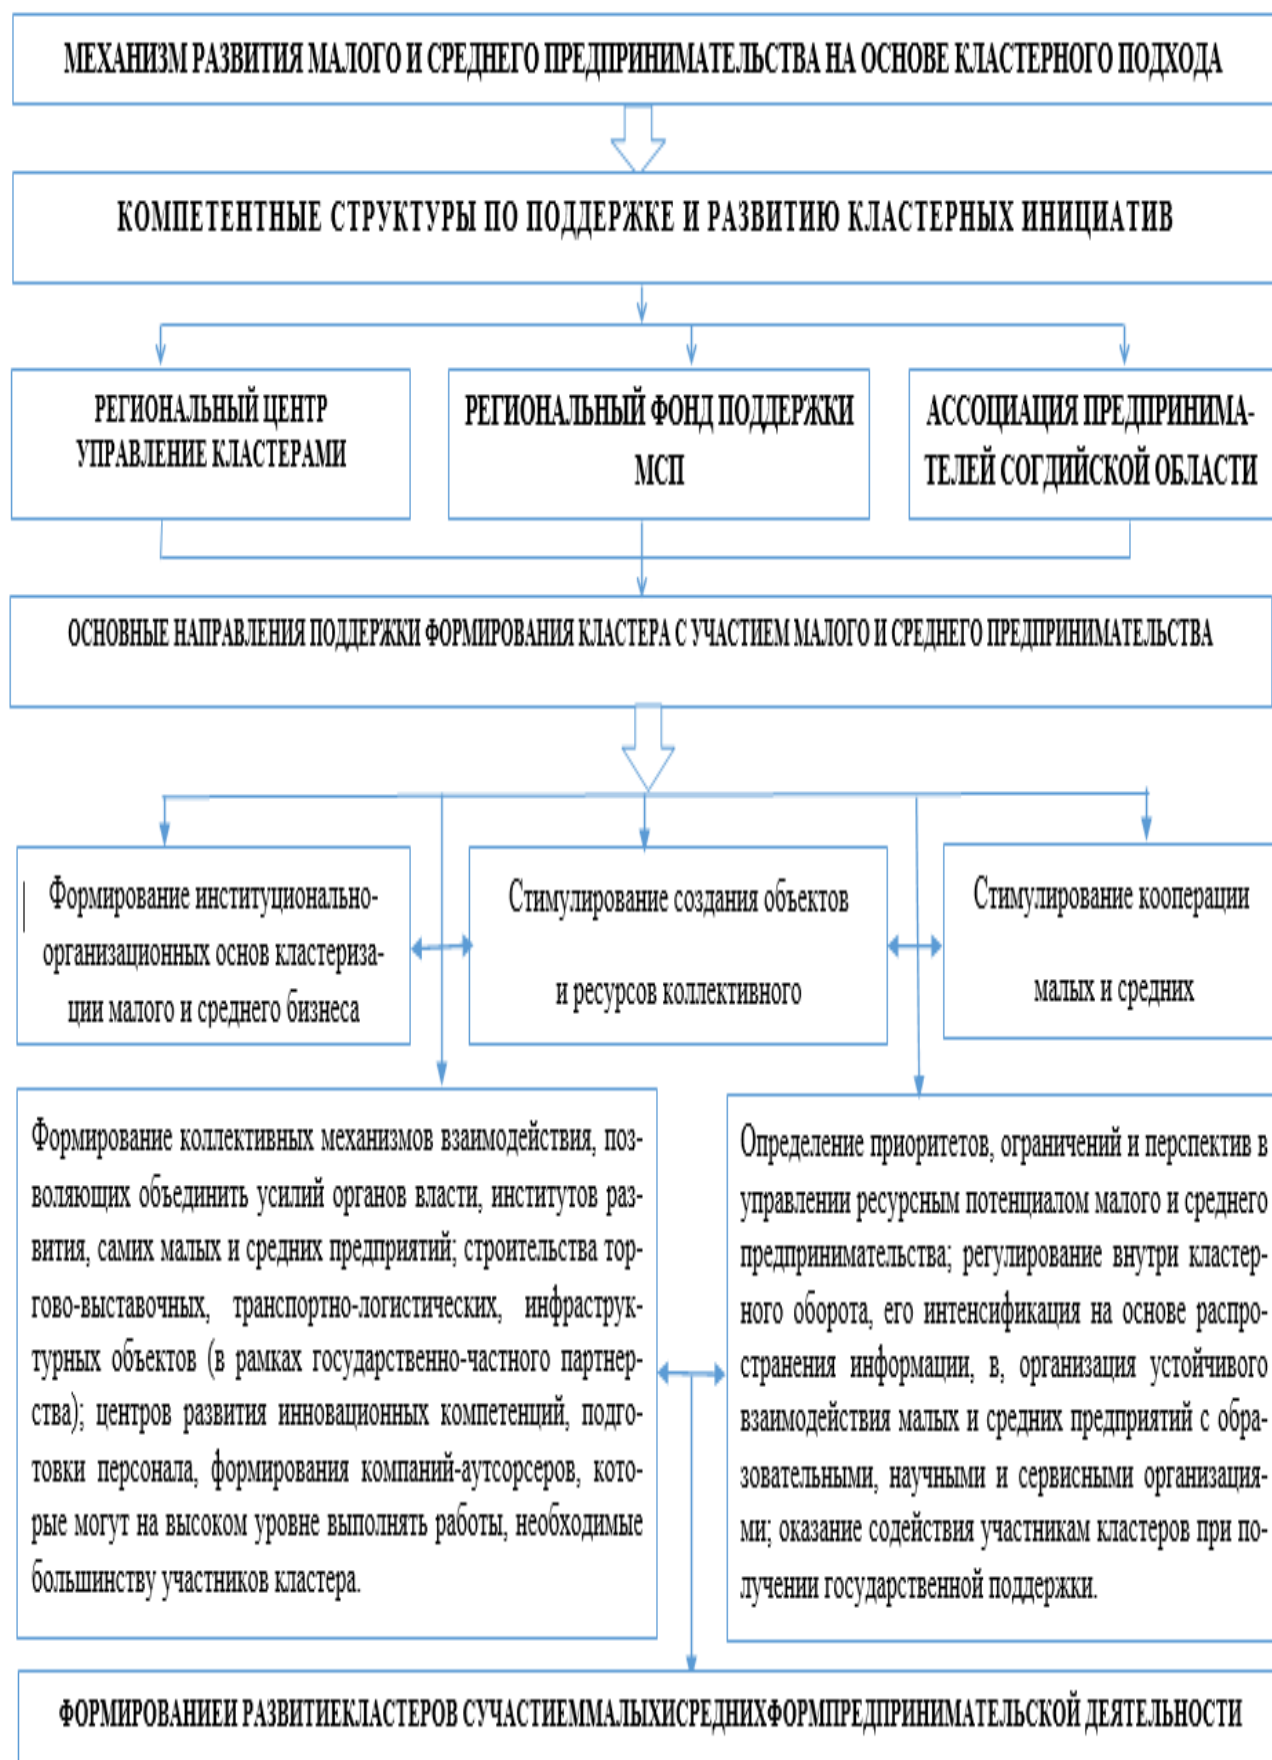 МЕХАНИЗМ РАЗВИТИЯ МАЛОГО И СРЕДНЕГО ПРЕДПРИНИМАТЕЛЬСТВА НА ОСНОВЕ КЛАСТЕРНОГО ПОДХОДА
КОМПЕТЕНТНЫЕ СТРУКТУРЫ ПО ПОДДЕРЖКЕ И РАЗВИТИЮ КЛАСТЕРНЫХ ИНИЦИАТИВ
РЕГИОНАЛЬНЫЙ ЦЕНТР
УПРАВЛЕНИЕ КЛАСТЕРАМИ
РЕГИОНАЛЬНЫЙ ФОНД ПОДДЕРЖКИ
МСП
АССОЦИАЦИЯ ПРЕДПРИНИМА-
ТЕЛЕЙ СОГДИЙСКОЙ ОБЛАСТИ
ОСНОВНЫЕ НАПРАВЛЕНИЯ ПОДДЕРЖКИ ФОРМИРОВАНИЯ КЛАСТЕРА С УЧАСТИЕМ МАЛОГО И СРЕДНЕГО ПРЕДПРИНИМАТЕЛЬСТВА
Формирование институционально-
организационных основ кластериза-
ции малого и среднего бизнеса
Стимулирование создания объектов
и ресурсов коллективного
Стимулирование кооперации
малых и средних
Формирование коллективных механизмов взаимодействия, поз-
воляющих объединить усилий органов власти, институтов раз-
вития, самих малых и средних предприятий; строительства тор-
гово-выставочных, транспортно-логистических, инфраструк-
турных объектов (в рамках государственно-частного партнер-
ства); центров развития инновационных компетенций, подго-
товки персонала, формирования компаний-аутсорсеров, кото-
рые могут на высоком уровне выполнять работы, необходимые
большинству участников кластера.
Определение приоритетов, ограничений и перспектив в
управлении ресурсным потенциалом малого и среднего
предпринимательства; регулирование внутри кластер-
ного оборота, его интенсификация на основе распро-
странения информации, в, организация устойчивого
взаимодействия малых и средних предприятий с обра-
зовательными, научными и сервисными организация-
ми; оказание содействия участникам кластеров при по-
лучении государственной поддержки.
ФОРМИРОВАНИЕИ РАЗВИТИЕКЛАСТЕРОВ СУЧАСТИЕММАЛЫХИСРЕДНИХФОРМПРЕДПРИНИМАТЕЛЬСКОЙ ДЕЯТЕЛЬНОСТИ